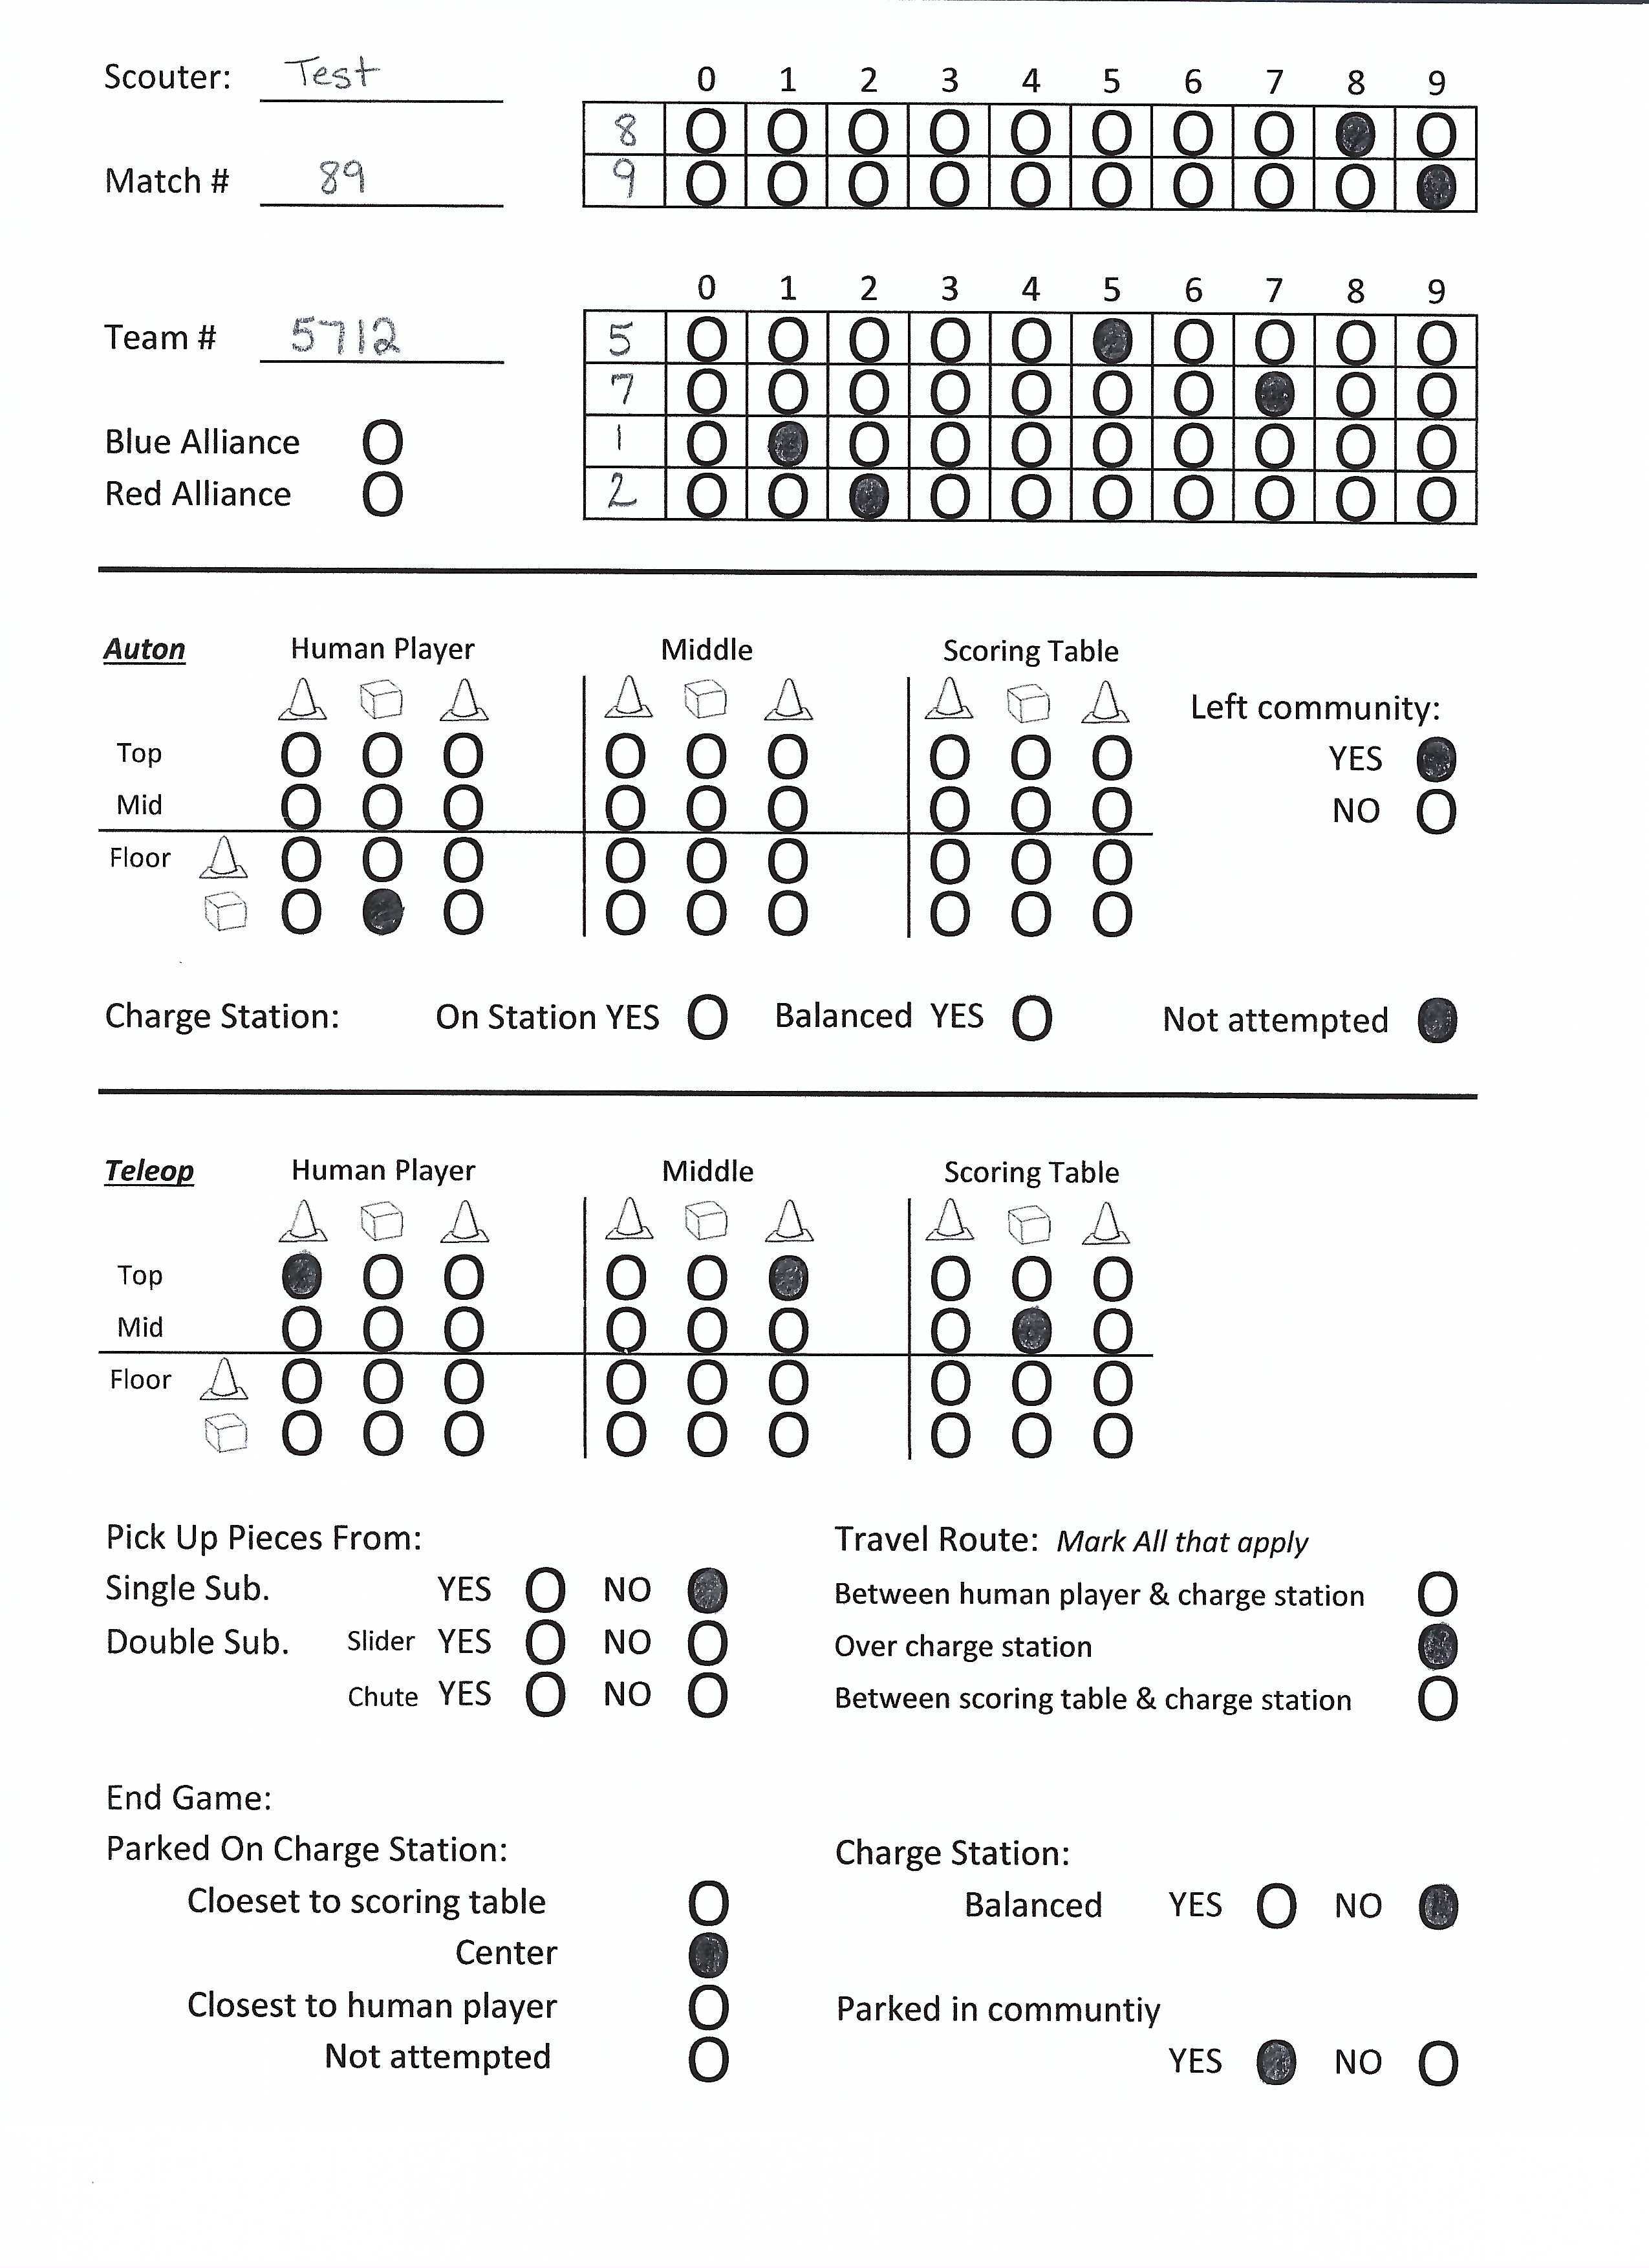 Scouter: Test
0 1 2 3 4 5 6 7 8 9
8
Match # 89
9
0 1 2 3 4 5 6 7 8 9
Team # 5712
5
7
Blue Alliance
1
Red Alliance
2
Auton Human Player Middle Scoring Table
Left community:
Top
YES
Mid
NO
Floor
Charge Station: On Station YES Balanced YES Not attempted
Teleop Human Player Middle Scoring Table
Top
Mid
Floor
Pick Up Pieces From:
Single Sub. YES NO
Double Sub. Slider YES NO
Chute YES NO
Travel Route: Mark All that apply
Between human player & charge station
Over charge station
Between scoring table & charge station
End Game:
Parked On Charge Station:
Cloeset to scoring table
Center
Closest to human player
Not attempted
Charge Station:
Balanced YES NO
Parked in communtiy
YES NO